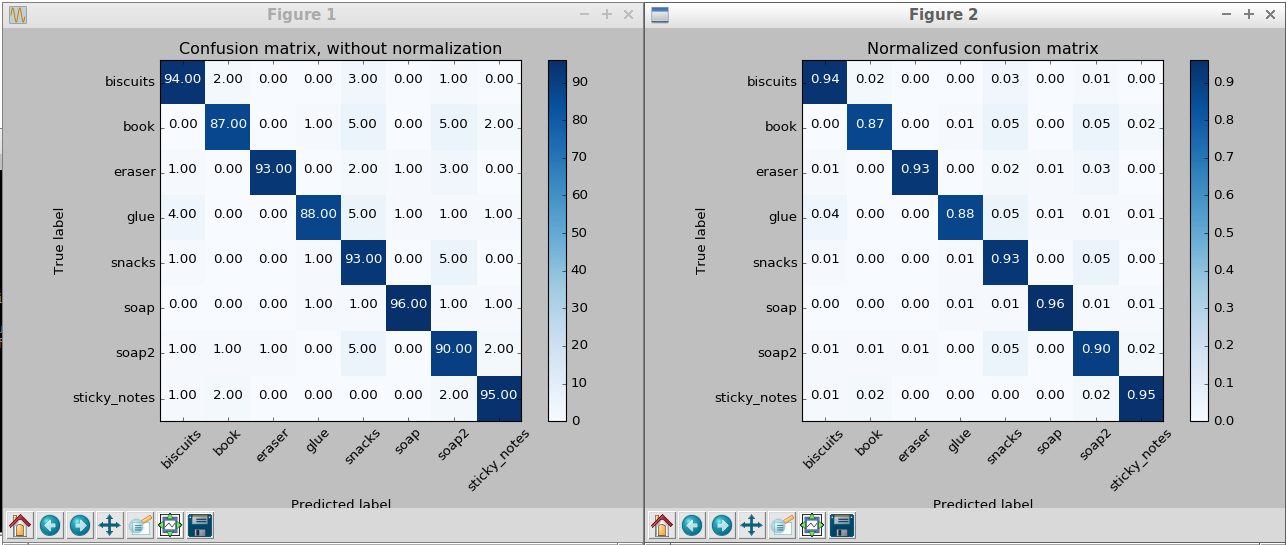 Figure 1
Confusion matrix, without normalization
biscuits 94.00 2.00 0.00 0.00 3.00 0.00 1.00 0.00
book 0.00 87.00 0.00 1.00 5.00 0.00 5.00 2.00
eraser 1.00 0.00 93.00 0.00 2.00 1.00 3.00 0.00
glue 4.00 0.00 0.00 88.00 5.00 1.00 1.00 1.00
snacks 1.00 0.00 0.00 1.00 93.00 0.00 5.00 0.00
soap 0.00 0.00 0.00 1.00 1.00 96.00 1.00 1.00
soap2 1.00 1.00 1.00 0.00 5.00 0.00 90.00 2.00
sticky_notes 1.00 2.00 0.00 0.00 0.00 0.00 2.00 95.00
True label
biscuits book eraser glue snacks soap soap2 sticky_notes
Predicted label
90
80
70
60
50
40
30
20
10
0
Figure 2
Normalized confusion matrix
biscuits 0.94 0.02 0.00 0.00 0.03 0.00 0.01 0.00
book 0.00 0.87 0.00 0.01 0.05 0.00 0.05 0.02
eraser 0.01 0.00 0.93 0.00 0.02 0.01 0.03 0.00
glue 0.04 0.00 0.00 0.88 0.05 0.01 0.01 0.01
snacks 0.01 0.00 0.00 0.01 0.93 0.00 0.05 0.00
soap 0.00 0.00 0.00 0.01 0.01 0.96 0.01 0.01
soap2 0.01 0.01 0.01 0.00 0.05 0.00 0.90 0.02
sticky_notes 0.01 0.02 0.00 0.00 0.00 0.00 0.02 0.95
True label
biscuits book eraser glue snacks soap soap2 sticky_notes
Predicted label
0.9
0.8
0.7
0.6
0.5
0.4
0.3
0.2
0.1
0.0